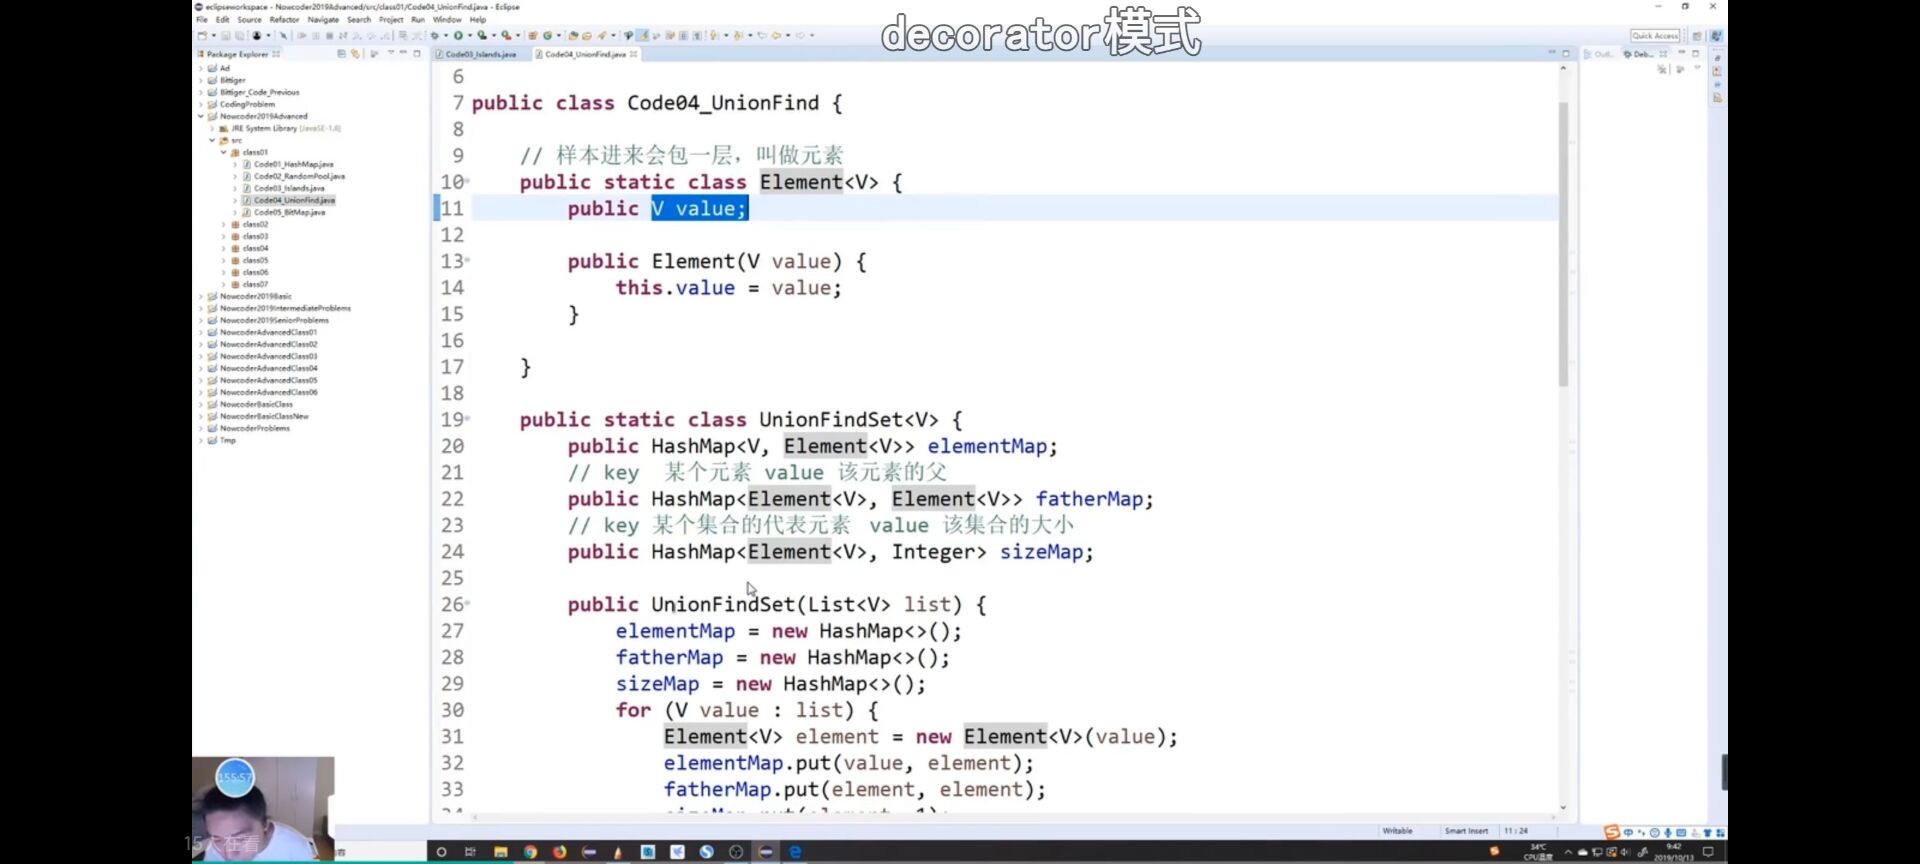 eclipseworkspace - Nowcoder2019Advanced/src/class01/Code04_UnionFind.java - Eclipse
File Edit Source Refactor Navigate Search Project Run Window Help
decorator模式
Quick Access
Package Explorer
Code03_Islands.java
Code04_UnionFind.java
Ad
Bittiger
Bittiger_Code_Previous
CodingProblem
Nowcoder2019Advanced
JRE System Library [JavaSE-1.8]
src
class01
Code01_HashMap.java
Code02_RandomPool.java
Code03_Islands.java
Code04_UnionFind.java
Code05_BitMap.java
class02
class03
class04
class05
class06
class07
Nowcoder2019Basic
Nowcoder2019IntermediateProblems
Nowcoder2019SeniorProblems
NowcoderAdvancedClass01
NowcoderAdvancedClass02
NowcoderAdvancedClass03
NowcoderAdvancedClass04
NowcoderAdvancedClass05
NowcoderAdvancedClass06
NowcoderBasicClass
NowcoderBasicClassNew
NowcoderProblems
Tmp
6
7 public class Code04_UnionFind {
8
9 // 样本进来会包一层，叫做元素
10 public static class Element<V> {
11 public V value;
12
13 public Element(V value) {
14 this.value = value;
15 }
16
17 }
18
19 public static class UnionFindSet<V> {
20 public HashMap<V, Element<V>> elementMap;
21 // key 某个元素 value 该元素的父
22 public HashMap<Element<V>, Element<V>> fatherMap;
23 // key 某个集合的代表元素 value 该集合的大小
24 public HashMap<Element<V>, Integer> sizeMap;
25
26 public UnionFindSet(List<V> list) {
27 elementMap = new HashMap<>();
28 fatherMap = new HashMap<>();
29 sizeMap = new HashMap<>();
30 for (V value : list) {
31 Element<V> element = new Element<V>(value);
32 elementMap.put(value, element);
33 fatherMap.put(element, element);
155:57
Writable
Smart Insert
11 : 24
34℃
CPU温度
9:42
2019/10/13